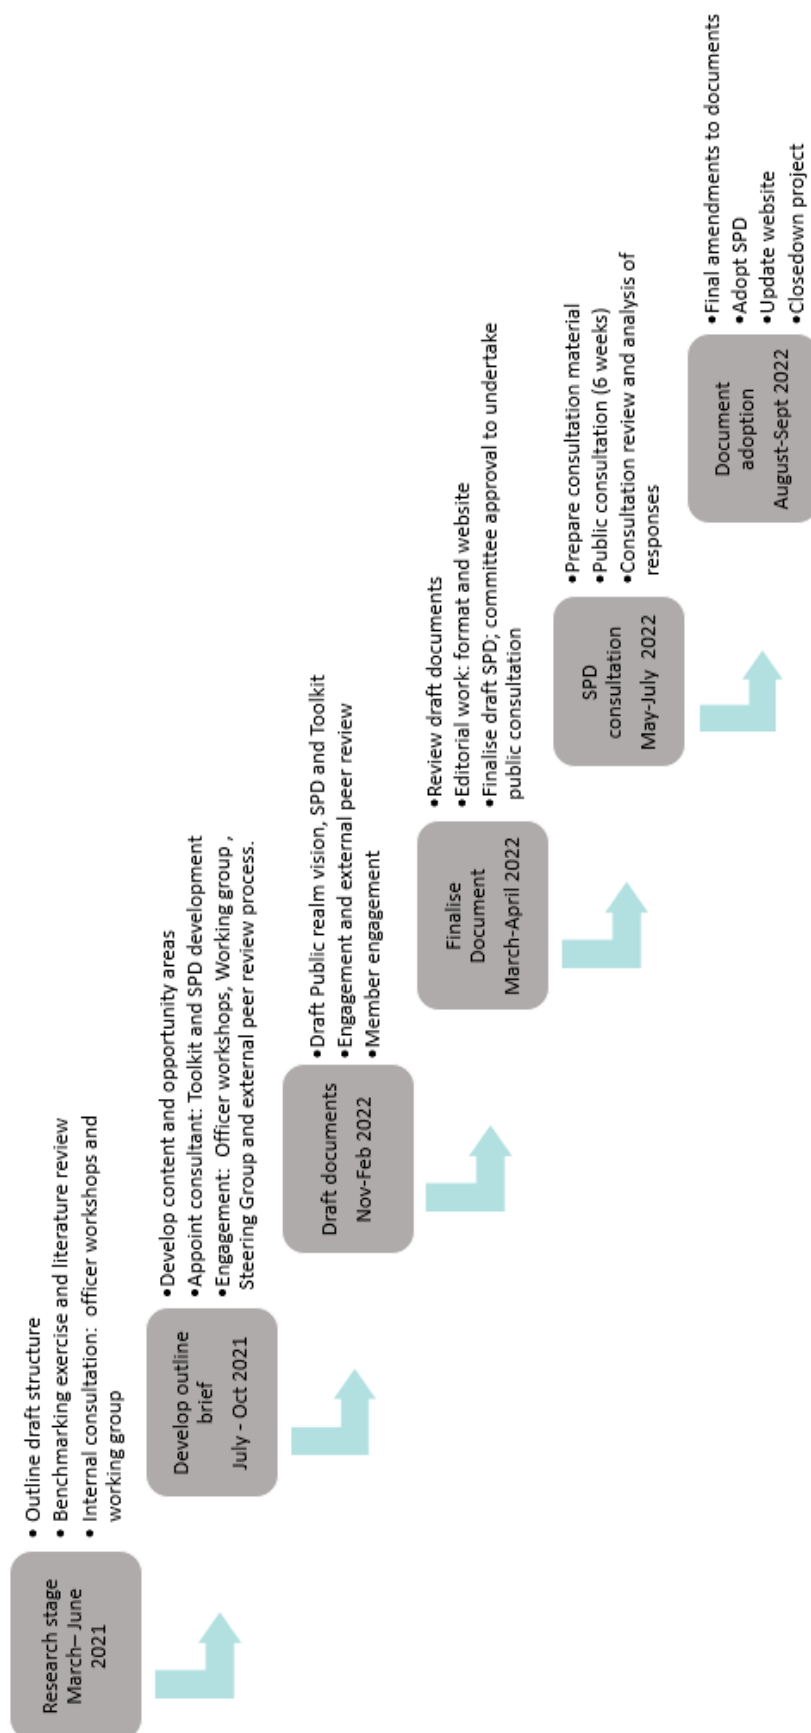 Research stage
March– June
2021
• Outline draft structure
• Benchmarking exercise and literature review
• Internal consultation: officer workshops and
working group
Develop outline
brief
July - Oct 2021
•Develop content and opportunity areas
•Appoint consultant: Toolkit and SPD development
•Engagement: Officer workshops, Working group ,
Steering Group and external peer review process.
Draft documents
Nov-Feb 2022
•Draft Public realm vision, SPD and Toolkit
•Engagement and external peer review
•Member engagement
Finalise
Document
March-April 2022
•Review draft documents
•Editorial work: format and website
•Finalise draft SPD; committee approval to undertake
public consultation
SPD
consultation
May-July 2022
•Prepare consultation material
•Public consultation (6 weeks)
•Consultation review and analysis of
responses
Document
adoption
August-Sept 2022
•Final amendments to documents
•Adopt SPD
•Update website
•Closedown project